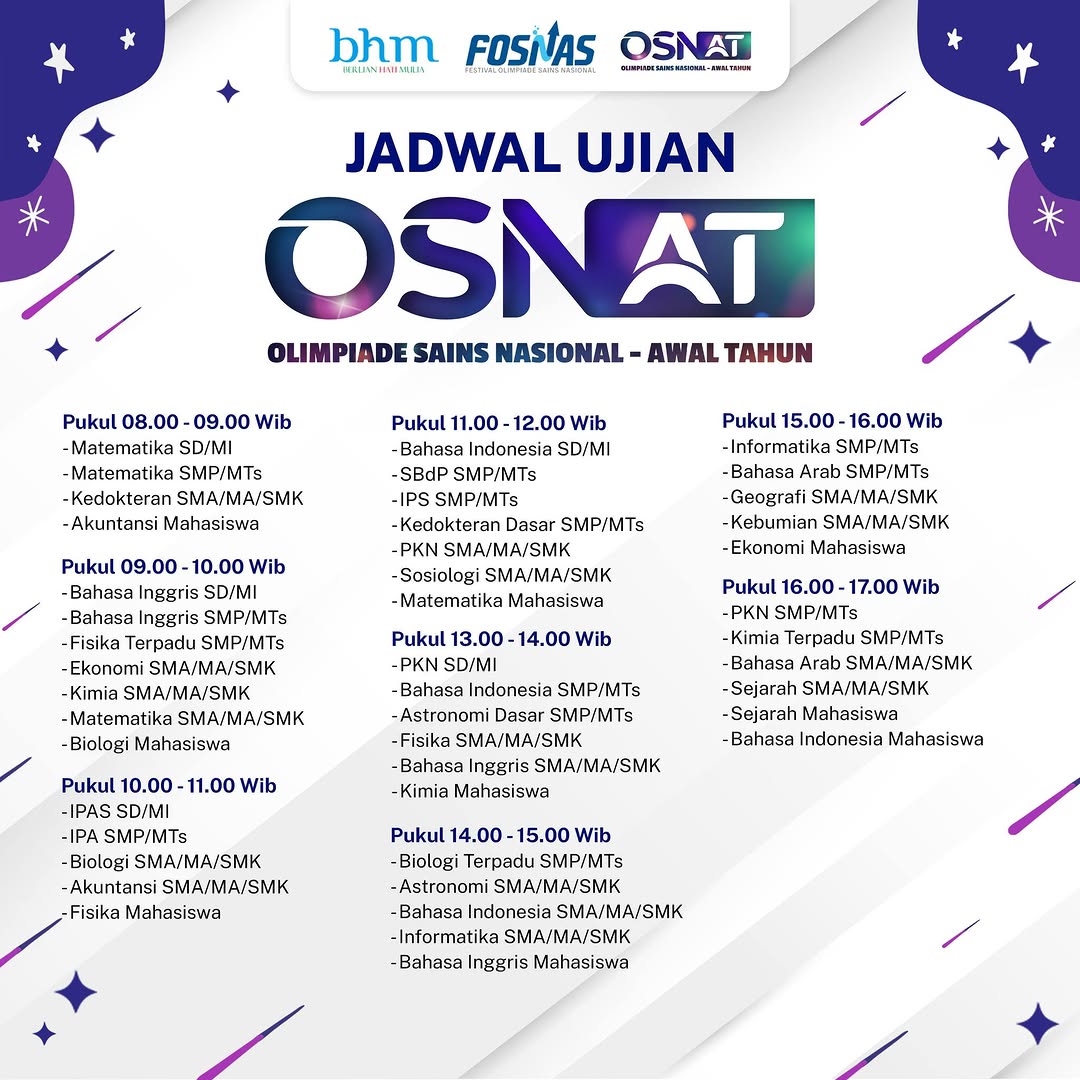 bhm
BERLIAN HATI MULIA
FOSNAS
FESTIVAL OLIMPIADE SAINS NASIONAL
OSNAT
OLIMPIADE SAINS NASIONAL - AWAL TAHUN
JADWAL UJIAN
OSNAT
OLIMPIADE SAINS NASIONAL - AWAL TAHUN
Pukul 08.00 - 09.00 Wib
- Matematika SD/MI
- Matematika SMP/MTs
- Kedokteran SMA/MA/SMK
- Akuntansi Mahasiswa
Pukul 09.00 - 10.00 Wib
- Bahasa Inggris SD/MI
- Bahasa Inggris SMP/MTs
- Fisika Terpadu SMP/MTs
- Ekonomi SMA/MA/SMK
- Kimia SMA/MA/SMK
- Matematika SMA/MA/SMK
- Biologi Mahasiswa
Pukul 10.00 - 11.00 Wib
- IPAS SD/MI
- IPA SMP/MTs
- Biologi SMA/MA/SMK
- Akuntansi SMA/MA/SMK
- Fisika Mahasiswa
Pukul 11.00 - 12.00 Wib
- Bahasa Indonesia SD/MI
- SBdP SMP/MTs
- IPS SMP/MTs
- Kedokteran Dasar SMP/MTs
- PKN SMA/MA/SMK
- Sosiologi SMA/MA/SMK
- Matematika Mahasiswa
Pukul 13.00 - 14.00 Wib
- PKN SD/MI
- Bahasa Indonesia SMP/MTs
- Astronomi Dasar SMP/MTs
- Fisika SMA/MA/SMK
- Bahasa Inggris SMA/MA/SMK
- Kimia Mahasiswa
Pukul 14.00 - 15.00 Wib
- Biologi Terpadu SMP/MTs
- Astronomi SMA/MA/SMK
- Bahasa Indonesia SMA/MA/SMK
- Informatika SMA/MA/SMK
- Bahasa Inggris Mahasiswa
Pukul 15.00 - 16.00 Wib
- Informatika SMP/MTs
- Bahasa Arab SMP/MTs
- Geografi SMA/MA/SMK
- Kebumian SMA/MA/SMK
- Ekonomi Mahasiswa
Pukul 16.00 - 17.00 Wib
- PKN SMP/MTs
- Kimia Terpadu SMP/MTs
- Bahasa Arab SMA/MA/SMK
- Sejarah SMA/MA/SMK
- Sejarah Mahasiswa
- Bahasa Indonesia Mahasiswa